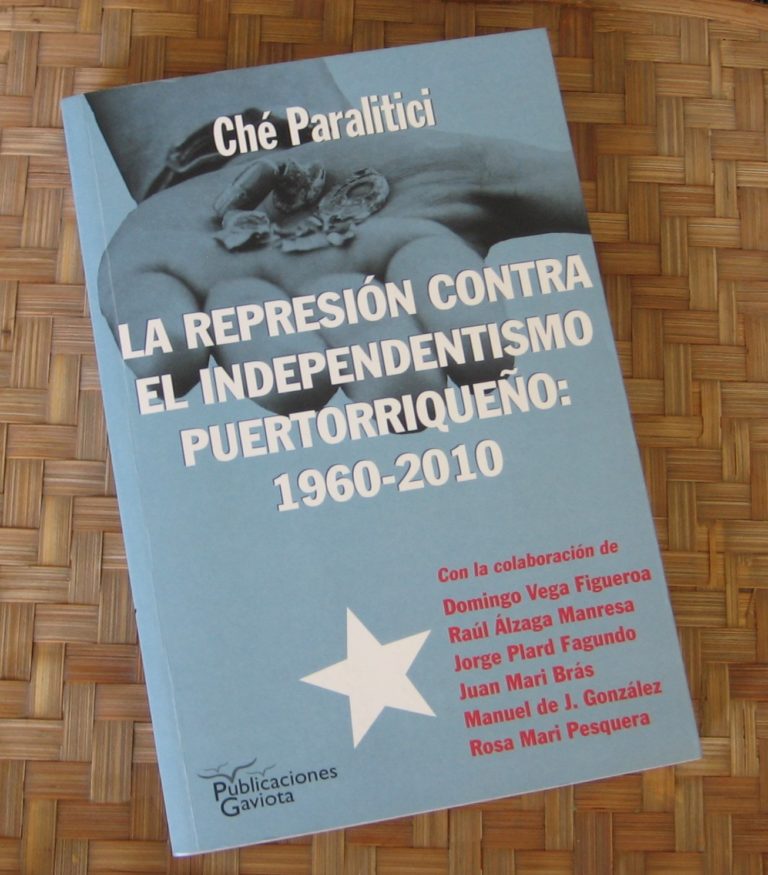 Ché Paralitici
LA REPRESIÓN CONTRA
EL INDEPENDENTISMO
PUERTORRIQUEÑO:
1960-2010
Con la colaboración de
Domingo Vega Figueroa
Raúl Álzaga Manresa
Jorge Plard Fagundo
Juan Mari Brás
Manuel de J. González
Rosa Mari Pesquera
Publicaciones
Gaviota